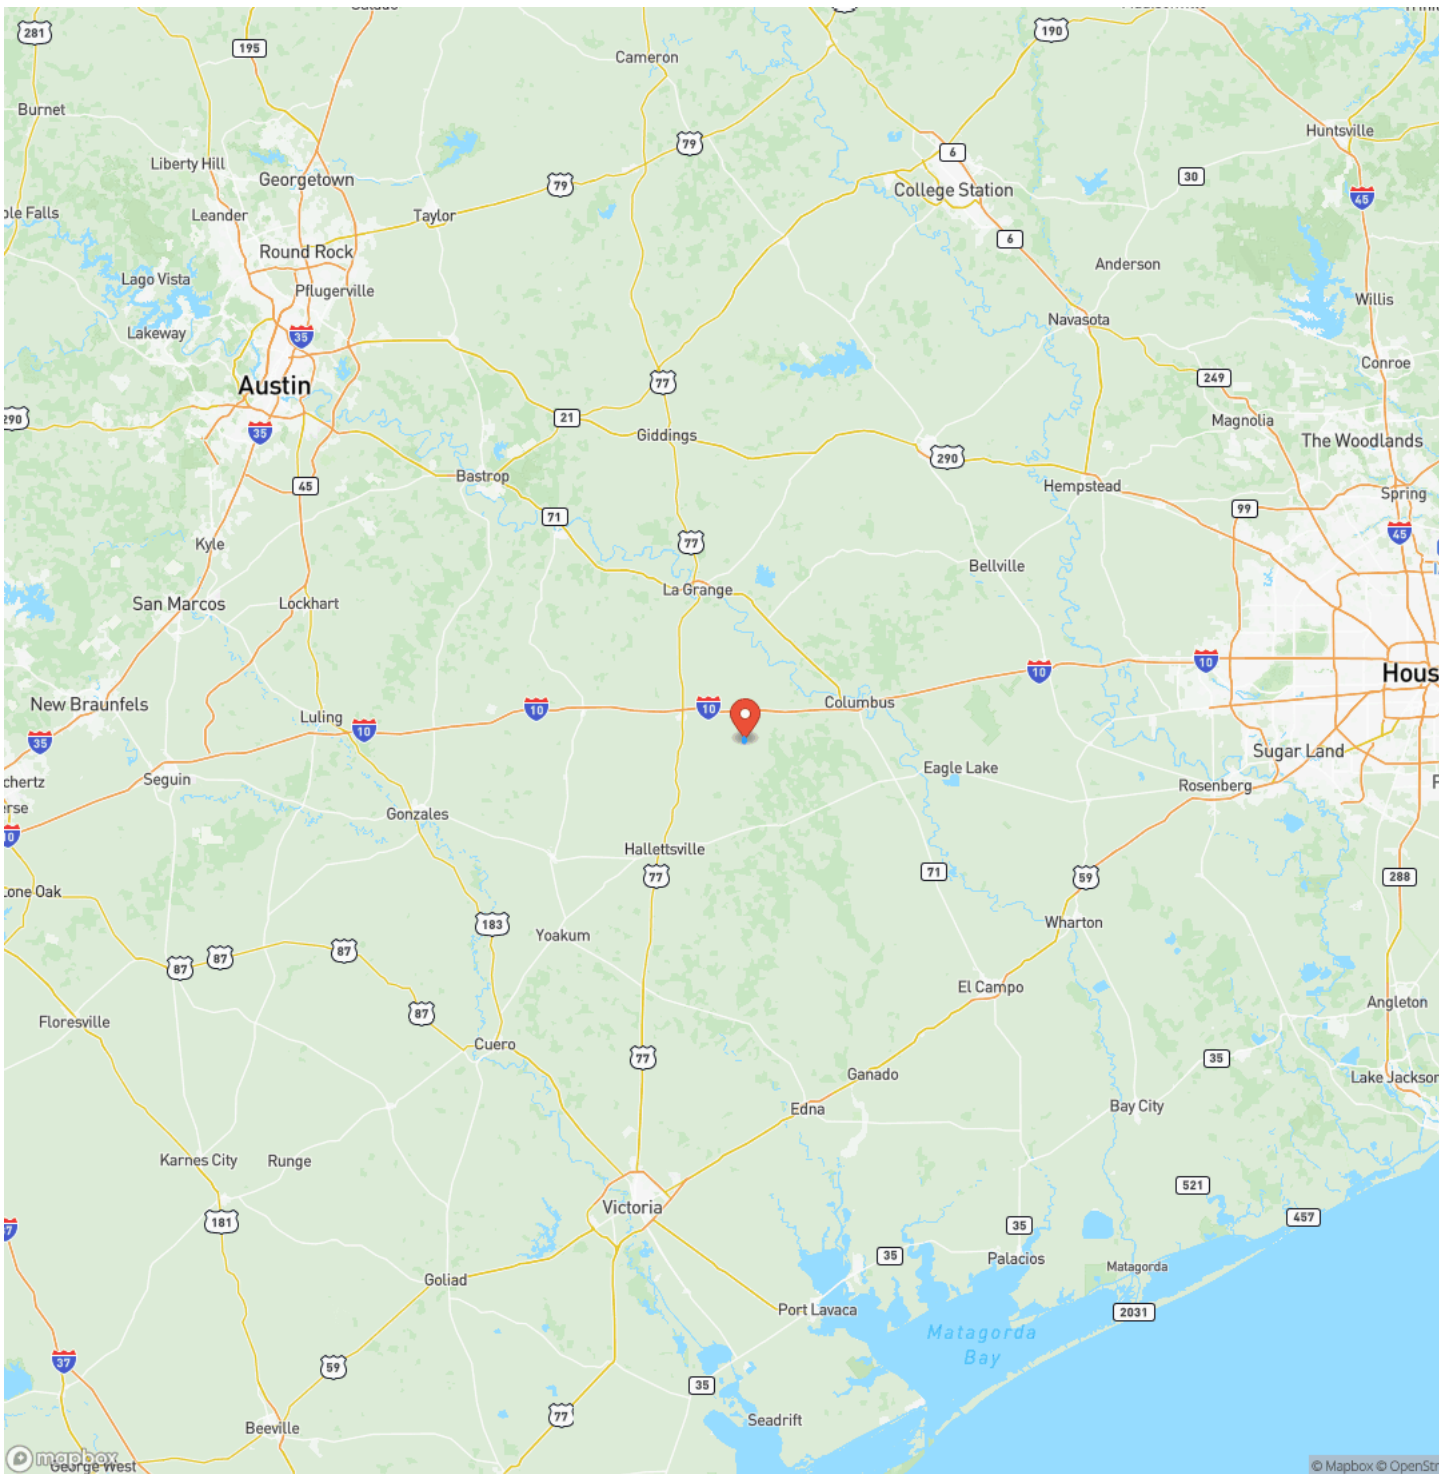 281
195
190
Cameron
Burnet
79
Huntsville
6
Liberty Hill
Georgetown
79
College Station
30
45
ble Falls
Leander
Taylor
6
Round Rock
Anderson
Lago Vista
Pflugerville
Willis
Lakeway
35
Navasota
Conroe
Austin
77
249
290
21
Magnolia
35
Giddings
The Woodlands
290
Bastrop
45
Hempstead
Spring
99
71
Kyle
77
45
Bellville
La Grange
San Marcos
Lockhart
10
10
Hous
New Braunfels
10
10
Columbus
Luling
10
35
Sugar Land
chertz
Seguin
Eagle Lake
Rosenberg
erse
Gonzales
10
Hallettsville
77
71
59
288
Lone Oak
183
Wharton
Yoakum
87
87
87
El Campo
Angleton
87
Floresville
Cuero
77
35
Ganado
Lake Jackson
Edna
Bay City
Karnes City
Runge
521
Victoria
181
457
7
35
35
Palacios
Matagorda
Goliad
Port Lavaca
2031
Matagorda
Bay
37
59
35
77
Seadrift
Beeville
mapbox
George West
© Mapbox © OpenStr